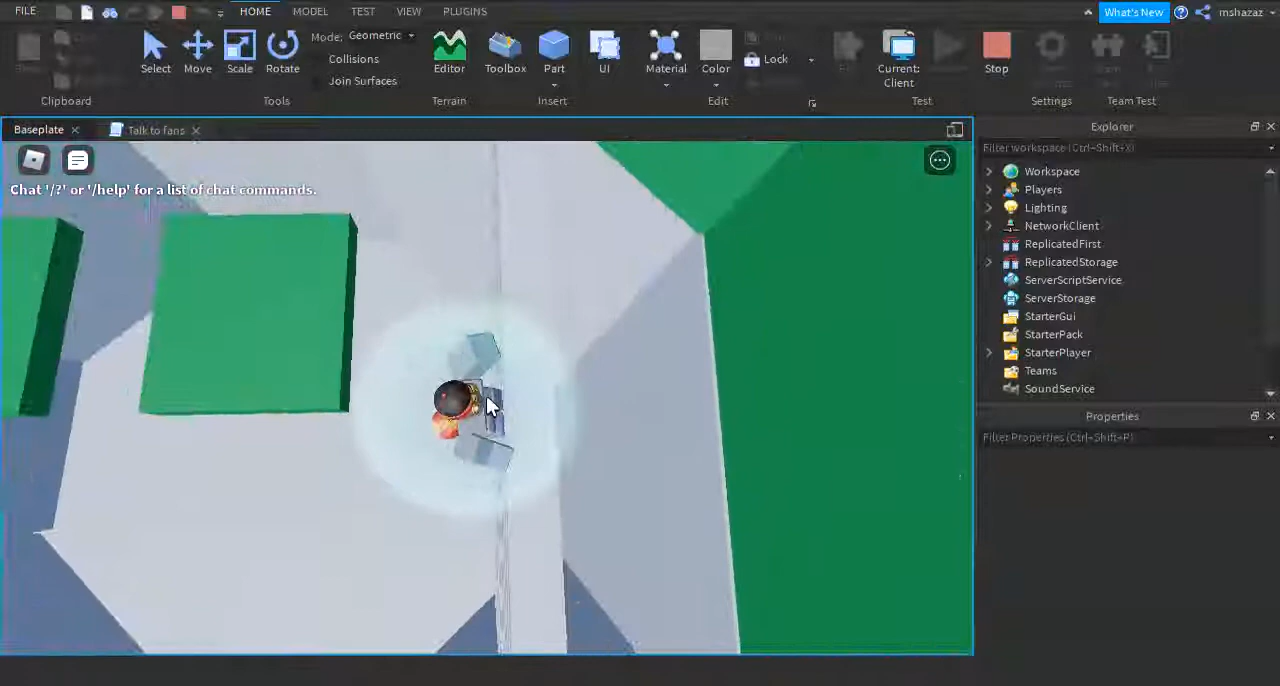 FILE HOME MODEL TEST VIEW PLUGINS What's New mshazaz
Select Move Scale Rotate Mode: Geometric Collisions Join Surfaces Editor Toolbox Part UI Material Color Lock Current: Client Stop
Clipboard Tools Terrain Insert Edit Test Settings Team Test
Baseplate Talk to fans
Chat '/?' or '/help' for a list of chat commands.
Explorer
Filter workspace (Ctrl+Shift+X)
Workspace
Players
Lighting
NetworkClient
ReplicatedFirst
ReplicatedStorage
ServerScriptService
ServerStorage
StarterGui
StarterPack
StarterPlayer
Teams
SoundService
Properties
Filter Properties (Ctrl+Shift+P)